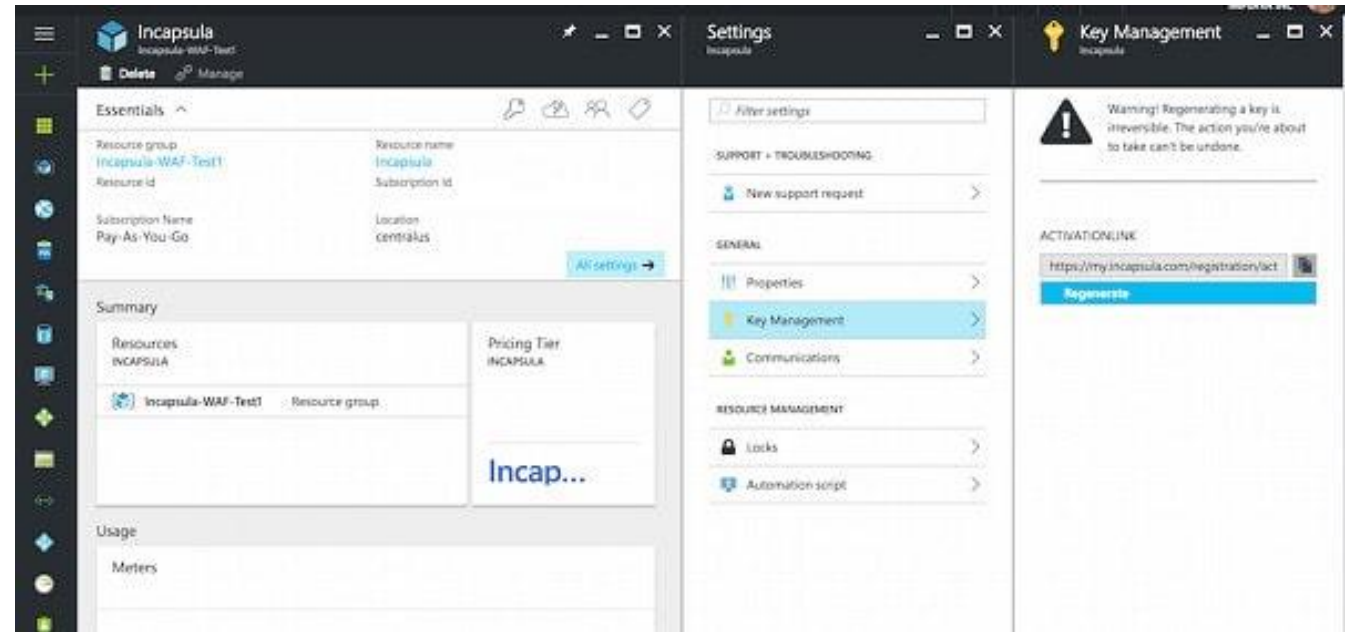 Incapsula
Incapsula-WAF-Test1
Delete
Manage
Essentials
Resource group
Incapsula-WAF-Test1
Resource id
Subscription Name
Pay-As-You-Go
Resource name
Incapsula
Subscription id
Location
centralus
All settings
Summary
Resources
INCAPSULA
Incapsula-WAF-Test1 Resource group
Pricing Tier
INCAPSULA
Incap...
Usage
Meters
Settings
Incapsula
Filter settings
SUPPORT + TROUBLESHOOTING
New support request
GENERAL
Properties
Key Management
Communications
RESOURCE MANAGEMENT
Locks
Automation script
Key Management
Incapsula
Warning! Regenerating a key is
irreversible. The action you're about
to take can't be undone.
ACTIVATIONLINK
https://my.incapsula.com/registration/act
Regenerate